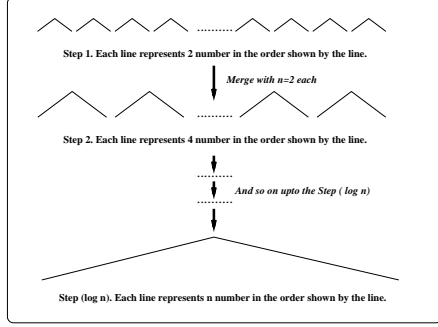 Step 1. Each line represents 2 number in the order shown by the line.
Merge with n=2 each
Step 2. Each line represents 4 number in the order shown by the line.
And so on upto the Step ( log n)
Step (log n). Each line represents n number in the order shown by the line.